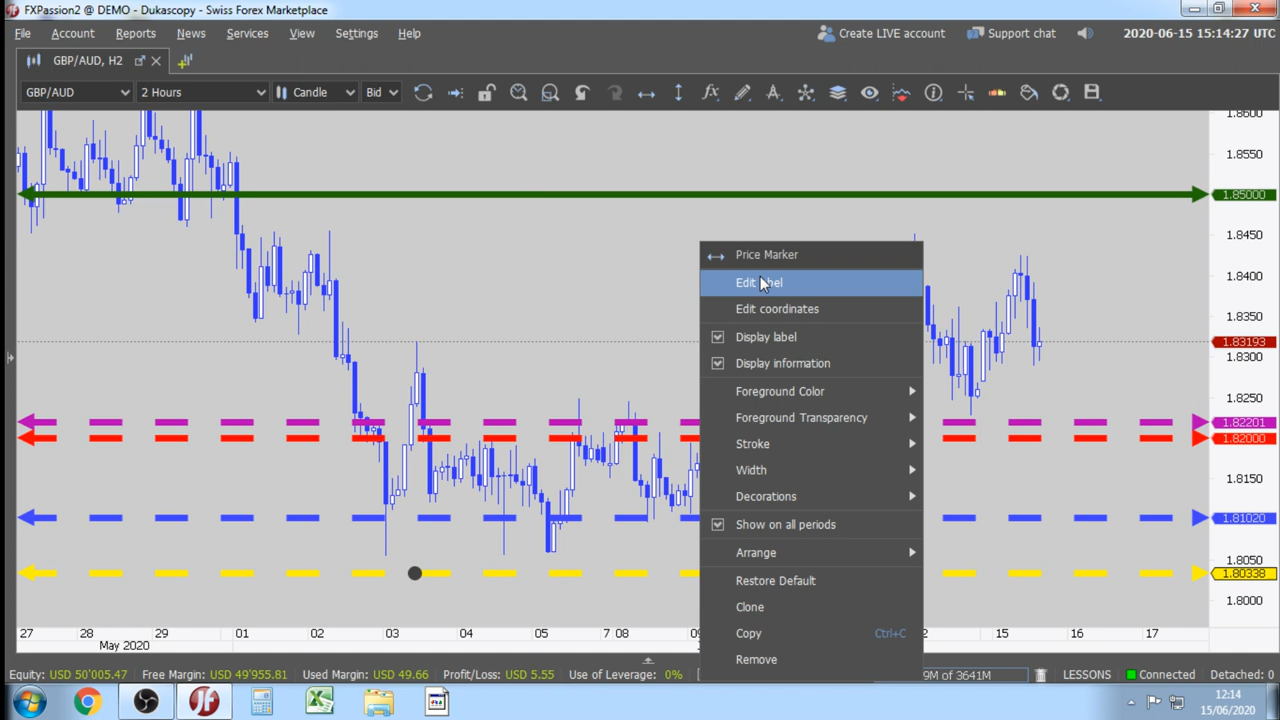 FXPassion2 @ DEMO - Dukascopy - Swiss Forex Marketplace
File Account Reports News Services View Settings Help
Create LIVE account Support chat 2020-06-15 15:14:27 UTC
GBP/AUD, H2
GBP/AUD 2 Hours Candle Bid
1.8600
1.8550
1.85000
1.8450
1.8400
1.8350
1.83193
1.8300
1.8250
1.82201
1.82000
1.8150
1.81020
1.8050
1.80338
1.8000
Price Marker
Edit
Edit coordinates
Display label
Display information
Foreground Color
Foreground Transparency
Stroke
Width
Decorations
Show on all periods
Arrange
Restore Default
Clone
Copy Ctrl+C
Remove
27 28 29 01 02 03 04 05 7 08 15 16 17
May 2020
Equity: USD 50'005.47 Free Margin: USD 49'955.81 Used Margin: USD 49.66 Profit/Loss: USD 5.55 Use of Leverage: 0% of 3641M LESSONS Connected Detached: 0
12:14
15/06/2020